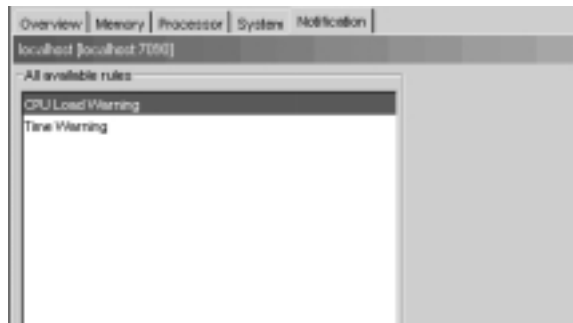 Overview Memory Processor System Notification
localhost [localhost:7090]
All available rules
CPU Load Warning
Time Warning